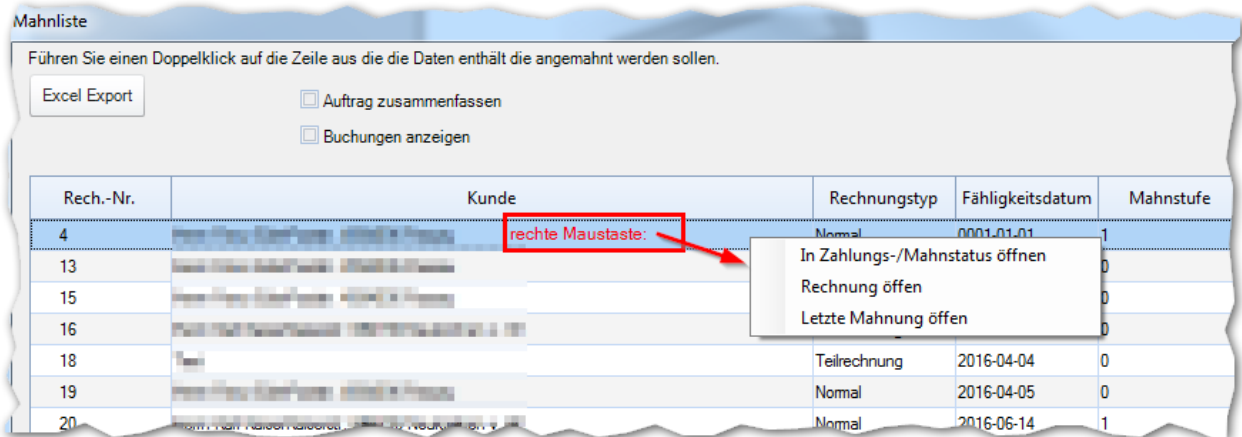 Mahnliste
Führen Sie einen Doppelklick auf die Zeile aus die die Daten enthält die angemahnt werden sollen.
Excel Export
Auftrag zusammenfassen
Buchungen anzeigen
Rech.-Nr. Kunde Rechnungstyp Fähligkeitsdatum Mahnstufe
4 rechte Maustaste: Normal 0001-01-01 1
In Zahlungs-/Mahnstatus öffnen
13 0
Rechnung öffen
15 0
Letzte Mahnung öffen
16 0
18 Teilrechnung 2016-04-04 0
19 Normal 2016-04-05 0
20 Normal 2016-06-14 1